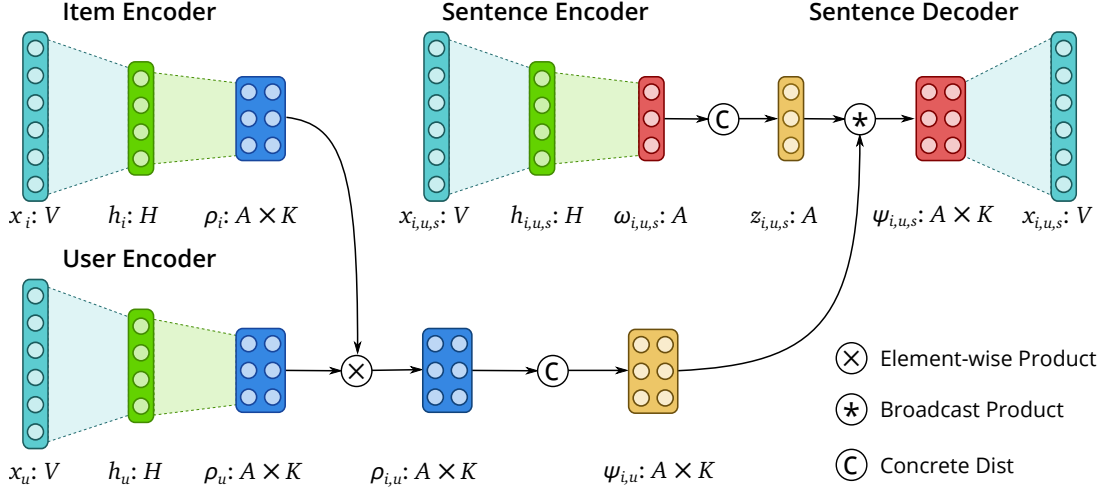 Item Encoder Sentence Encoder Sentence Decoder
C *
x_i: V h_i: H ρ_i: A × K x_{i,u,s}: V h_{i,u,s}: H ω_{i,u,s}: A z_{i,u,s}: A ψ_{i,u,s}: A × K x_{i,u,s}: V
User Encoder
× C
× Element-wise Product
* Broadcast Product
C Concrete Dist
x_u: V h_u: H ρ_u: A × K ρ_{i,u}: A × K ψ_{i,u}: A × K